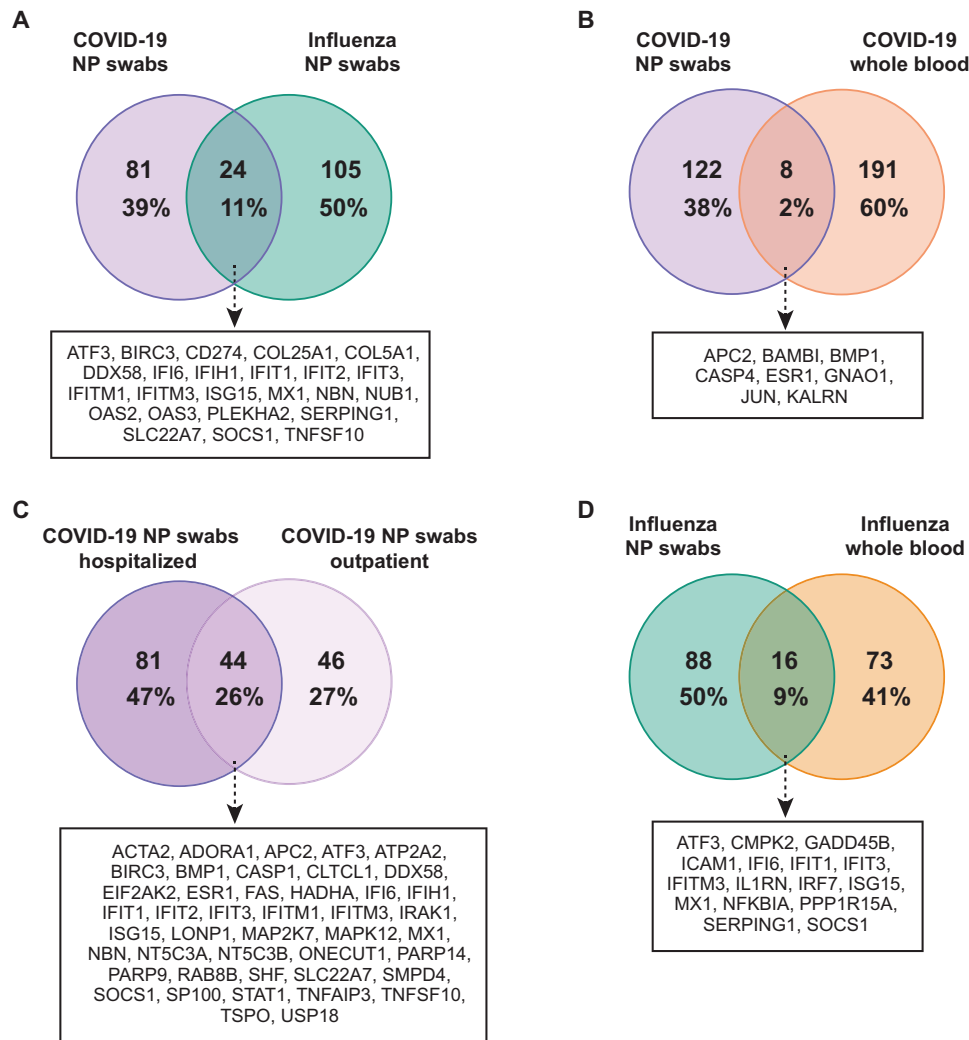 A
COVID-19
NP swabs
Influenza
NP swabs
81
39%
24
11%
105
50%
ATF3, BIRC3, CD274, COL25A1, COL5A1,
DDX58, IFI6, IFIH1, IFIT1, IFIT2, IFIT3,
IFITM1, IFITM3, ISG15, MX1, NBN, NUB1,
OAS2, OAS3, PLEKHA2, SERPING1,
SLC22A7, SOCS1, TNFSF10
B
COVID-19
NP swabs
COVID-19
whole blood
122
38%
8
2%
191
60%
APC2, BAMBI, BMP1,
CASP4, ESR1, GNAO1,
JUN, KALRN
C
COVID-19 NP swabs
hospitalized
COVID-19 NP swabs
outpatient
81
47%
44
26%
46
27%
ACTA2, ADORA1, APC2, ATF3, ATP2A2,
BIRC3, BMP1, CASP1, CLTCL1, DDX58,
EIF2AK2, ESR1, FAS, HADHA, IFI6, IFIH1,
IFIT1, IFIT2, IFIT3, IFITM1, IFITM3, IRAK1,
ISG15, LONP1, MAP2K7, MAPK12, MX1,
NBN, NT5C3A, NT5C3B, ONECUT1, PARP14,
PARP9, RAB8B, SHF, SLC22A7, SMPD4,
SOCS1, SP100, STAT1, TNFAIP3, TNFSF10,
TSPO, USP18
D
Influenza
NP swabs
Influenza
whole blood
88
50%
16
9%
73
41%
ATF3, CMPK2, GADD45B,
ICAM1, IFI6, IFIT1, IFIT3,
IFITM3, IL1RN, IRF7, ISG15,
MX1, NFKBIA, PPP1R15A,
SERPING1, SOCS1